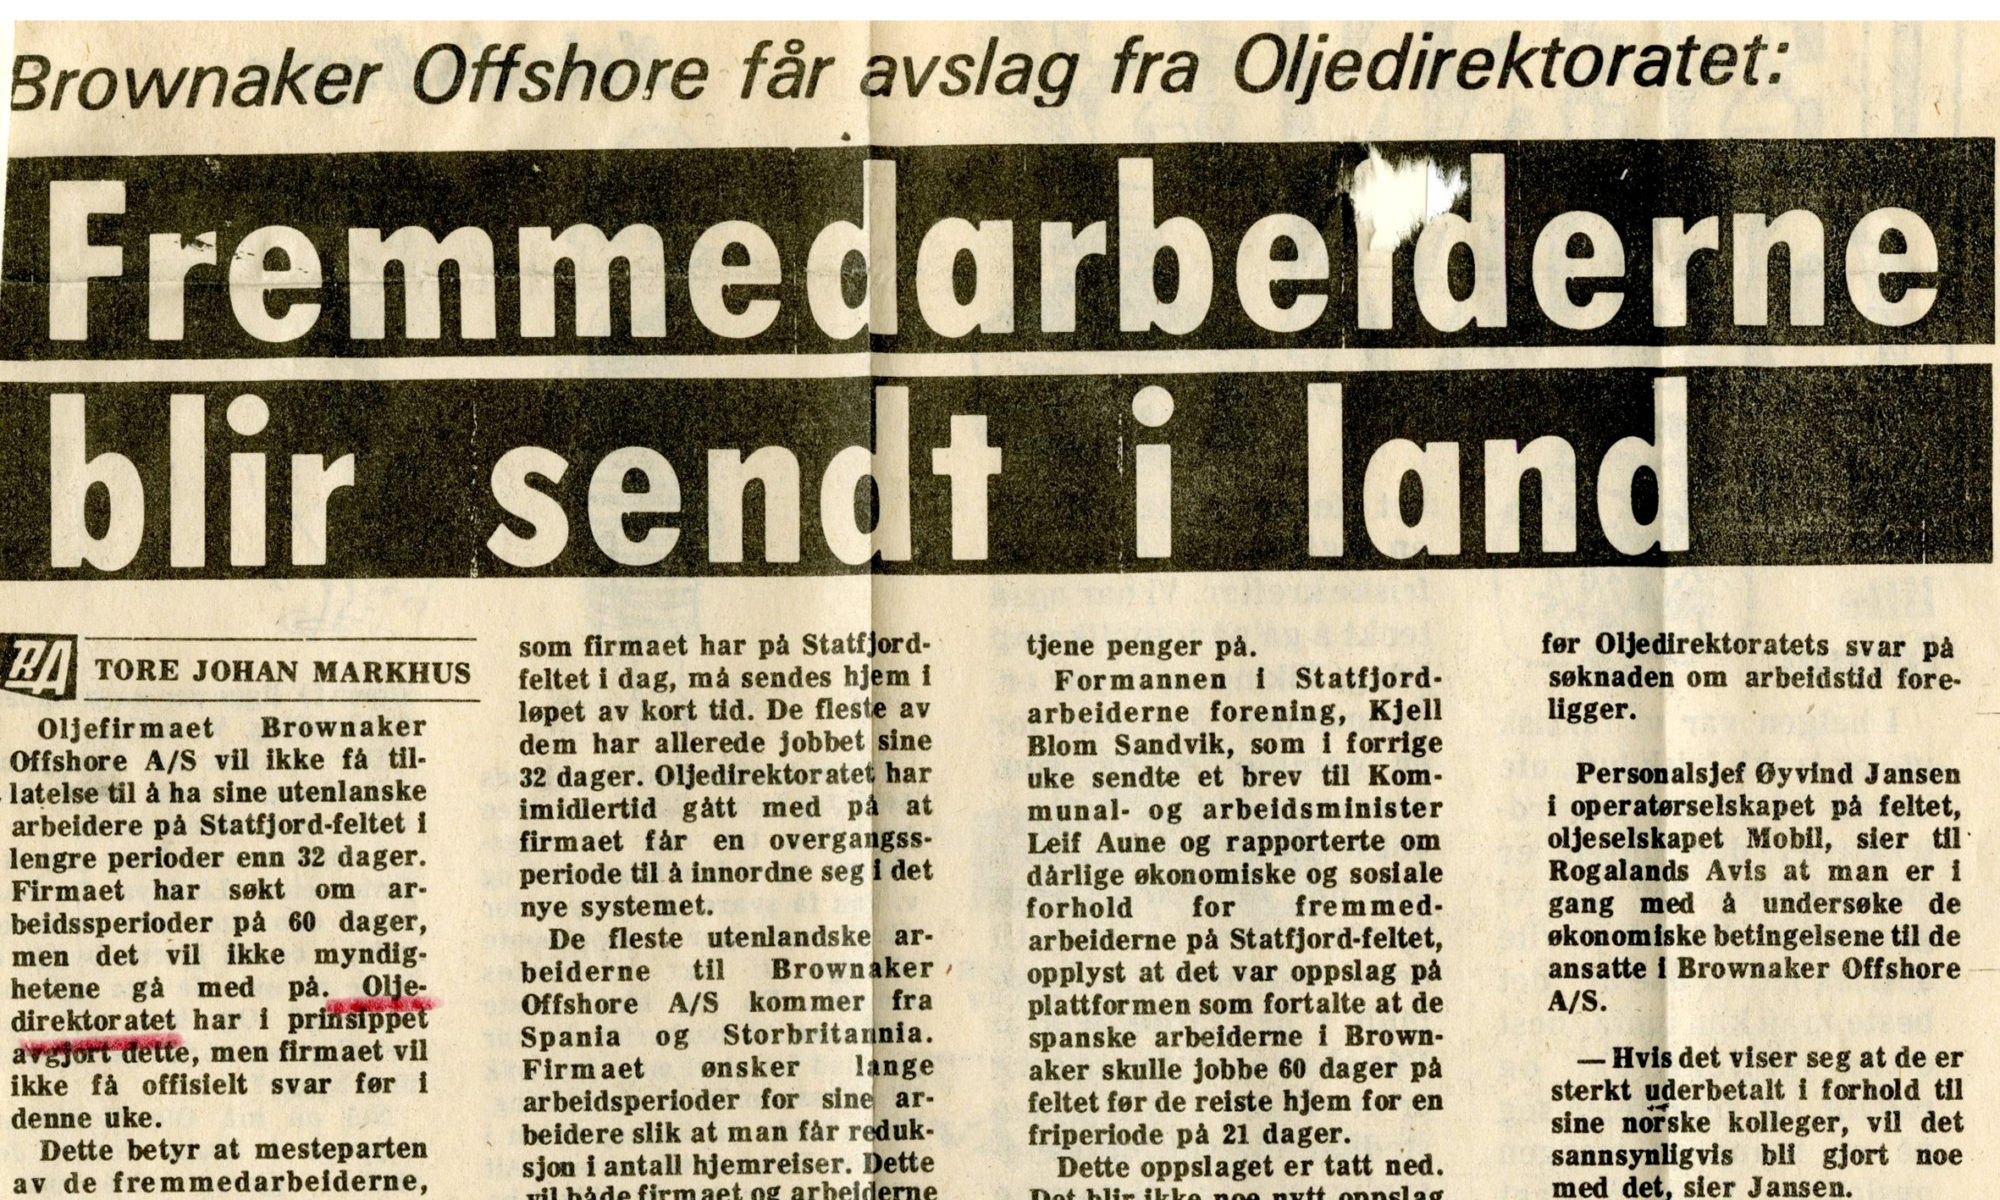 Brownaker Offshore får avslag fra Oljedirektoratet:
Fremmedarbeiderne
blir sendt i land
RA
TORE JOHAN MARKHUS
Oljefirmaet Brownaker
Offshore A/S vil ikke få til-
latelse til å ha sine utenlanske
arbeidere på Statfjord-feltet i
lengre perioder enn 32 dager.
Firmaet har søkt om ar-
beidssperioder på 60 dager,
men det vil ikke myndig-
hetene gå med på. Olje-
direktoratet har i prinsippet
avgjort dette, men firmaet vil
ikke få offisielt svar før i
denne uke.
Dette betyr at mesteparten
av de fremmedarbeiderne,
som firmaet har på Statfjord-
feltet i dag, må sendes hjem i
løpet av kort tid. De fleste av
dem har allerede jobbet sine
32 dager. Oljedirektoratet har
imidlertid gått med på at
firmaet får en overgangss-
periode til å innordne seg i det
nye systemet.
De fleste utenlandske ar-
beiderne til Brownaker
Offshore A/S kommer fra
Spania og Storbritannia.
Firmaet ønsker lange
arbeidsperioder for sine ar-
beidere slik at man får reduk-
sjon i antall hjemreiser. Dette
vil både firmaet og arbeiderne
tjene penger på.
Formannen i Statfjord-
arbeiderne forening, Kjell
Blom Sandvik, som i forrige
uke sendte et brev til Kom-
munal- og arbeidsminister
Leif Aune og rapporterte om
dårlige økonomiske og sosiale
forhold for fremmed-
arbeiderne på Statfjord-feltet,
opplyst at det var oppslag på
plattformen som fortalte at de
spanske arbeiderne i Brown-
aker skulle jobbe 60 dager på
feltet før de reiste hjem for en
friperiode på 21 dager.
Dette oppslaget er tatt ned.
Det blir ikke noe nytt oppslag
før Oljedirektoratets svar på
søknaden om arbeidstid fore-
ligger.
Personalsjef Øyvind Jansen
i operatørselskapet på feltet,
oljeselskapet Mobil, sier til
Rogalands Avis at man er i
gang med å undersøke de
økonomiske betingelsene til de
ansatte i Brownaker Offshore
A/S.
— Hvis det viser seg at de er
sterkt uderbetalt i forhold til
sine norske kolleger, vil det
sannsynligvis bli gjort noe
med det, sier Jansen.